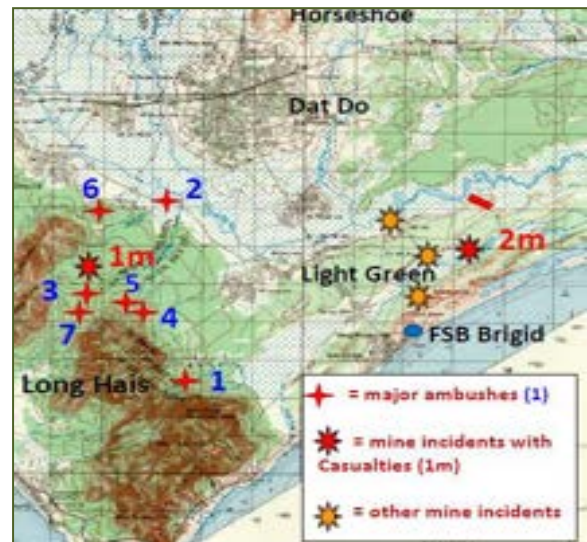 Horseshoe
Dat Do
6
2
1m
2m
3
5
Light Green
7
4
FSB Brigid
Long Hais
1
= major ambushes (1)
= mine incidents with
Casualties (1m)
= other mine incidents